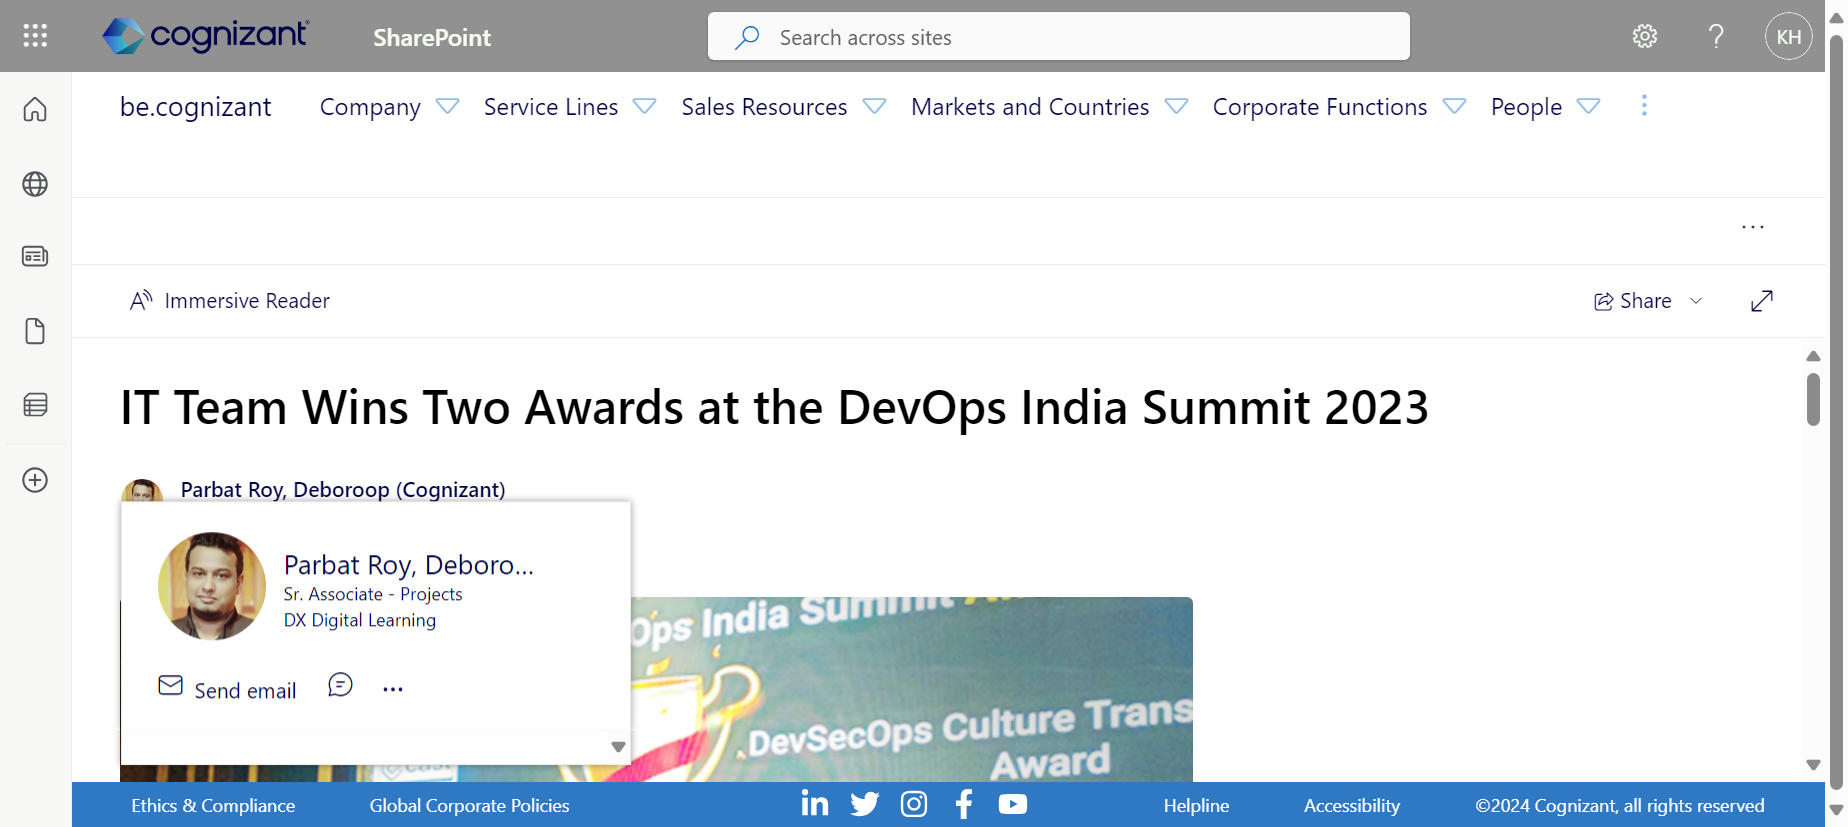 cognizant
SharePoint
Search across sites
KH
be.cognizant
Company
Service Lines
Sales Resources
Markets and Countries
Corporate Functions
People
Immersive Reader
Share
IT Team Wins Two Awards at the DevOps India Summit 2023
Parbat Roy, Deboroop (Cognizant)
Parbat Roy, Deboro...
Sr. Associate - Projects
DX Digital Learning
Send email
Ops India Summit
DevSecOps Culture Trans
Award
Ethics & Compliance
Global Corporate Policies
Helpline
Accessibility
©2024 Cognizant, all rights reserved